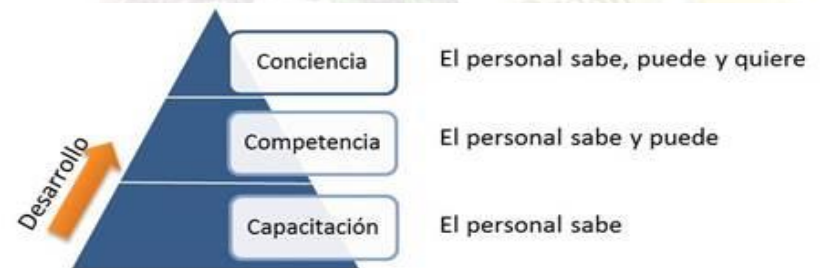 Conciencia El personal sabe, puede y quiere
Competencia El personal sabe y puede
Desarrollo
Capacitación El personal sabe